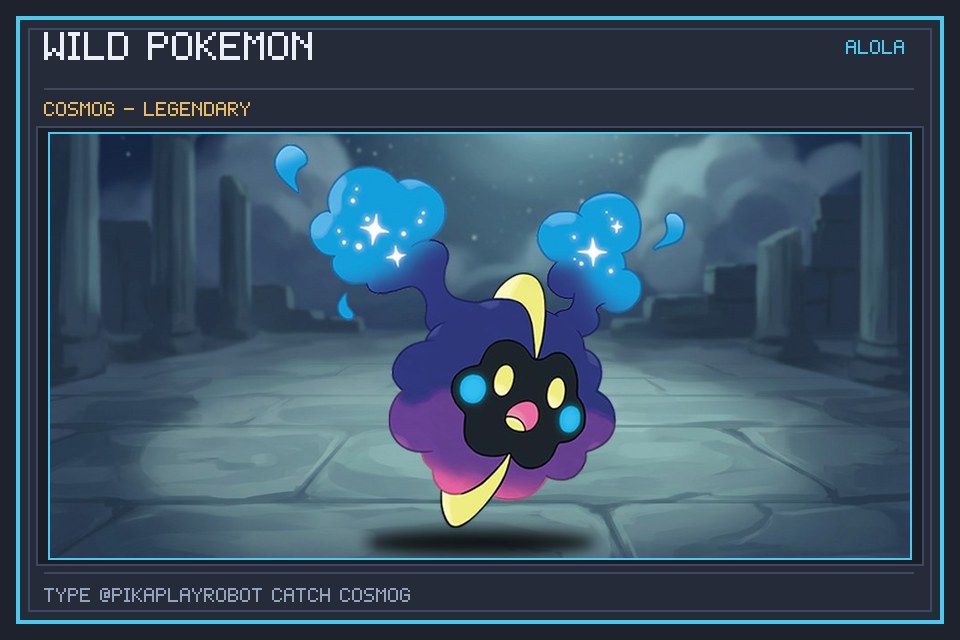 WILD POKEMON
ALOLA
COSMOG - LEGENDARY
TYPE @PIKAPLAYROBOT CATCH COSMOG